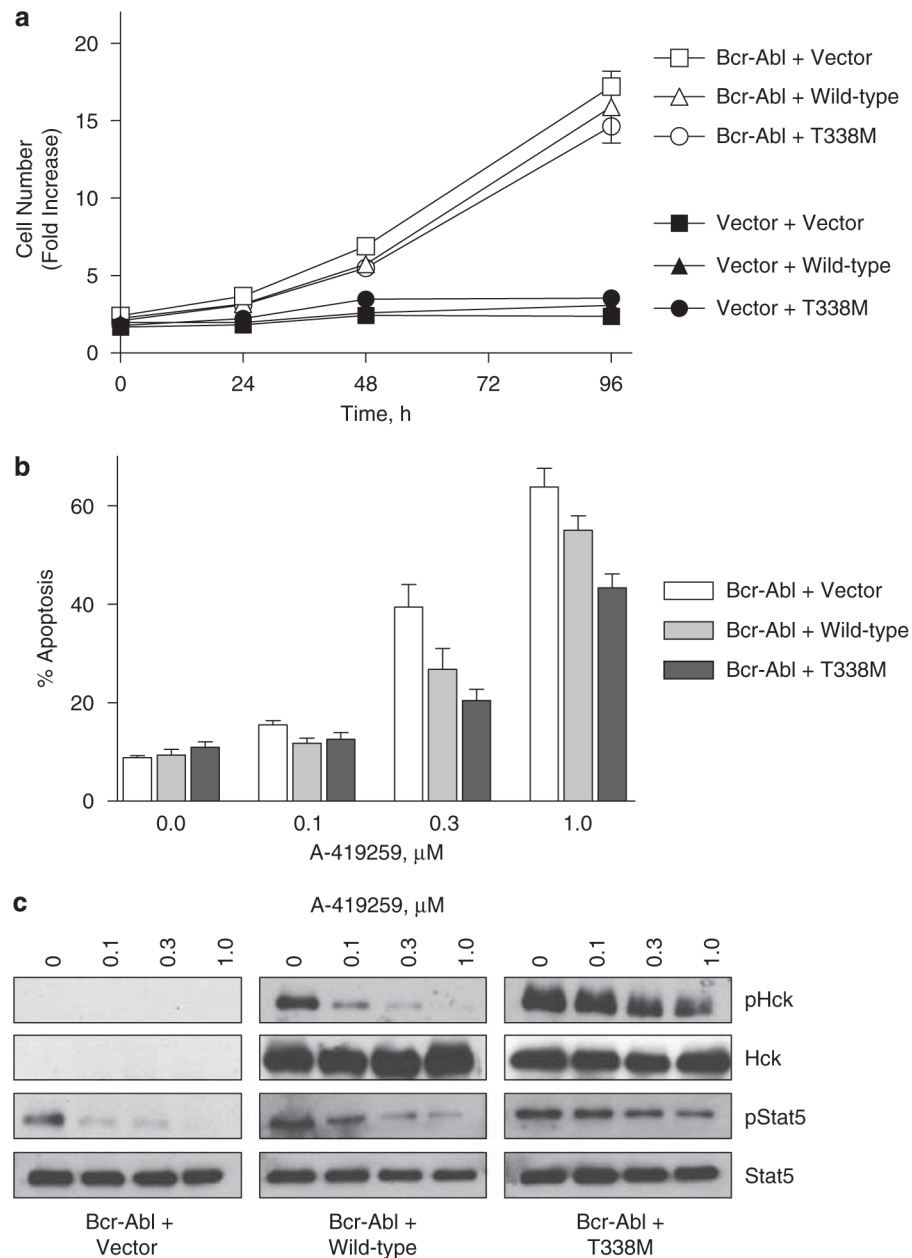 a
20
15
10
5
0
Cell Number
(Fold Increase)
0 24 48 72 96
Time, h
Bcr-Abl + Vector
Bcr-Abl + Wild-type
Bcr-Abl + T338M
Vector + Vector
Vector + Wild-type
Vector + T338M
b
60
40
20
0
% Apoptosis
0.0 0.1 0.3 1.0
A-419259, μM
Bcr-Abl + Vector
Bcr-Abl + Wild-type
Bcr-Abl + T338M
c
A-419259, μM
0 0.1 0.3 1.0 0 0.1 0.3 1.0 0 0.1 0.3 1.0
pHck
Hck
pStat5
Stat5
Bcr-Abl +
Vector
Bcr-Abl +
Wild-type
Bcr-Abl +
T338M